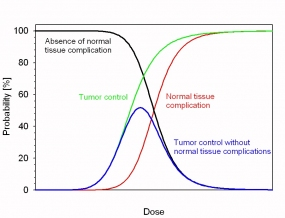 100
80
60
40
20
0
Probability [%]
Absence of normal
tissue complication
Tumor control
Normal tissue
complication
Tumor control without
normal tissue complications
Dose